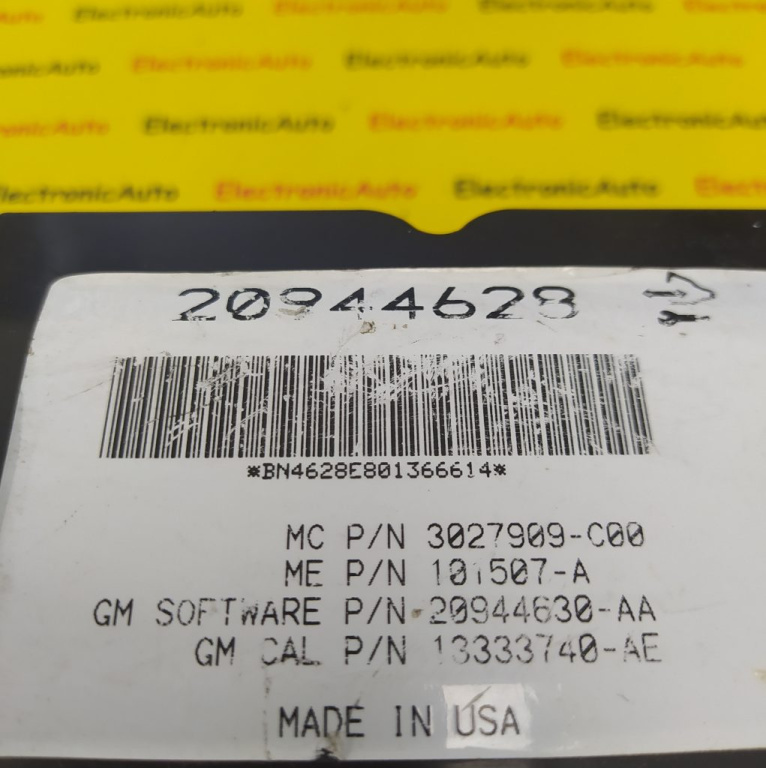 ElectronicAuto ElectronicAuto ElectronicAuto
ElectronicAuto ElectronicAuto ElectronicAuto ElectronicAuto
ElectronicAuto ElectronicAuto ElectronicAuto ElectronicAuto
ElectronicAuto ElectronicAuto ElectronicAuto
20944628
*BN4628E801366614*
MC P/N 3027909-C00
ME P/N 101507-A
GM SOFTWARE P/N 20944630-AA
GM CAL P/N 13333740-AE
MADE IN USA